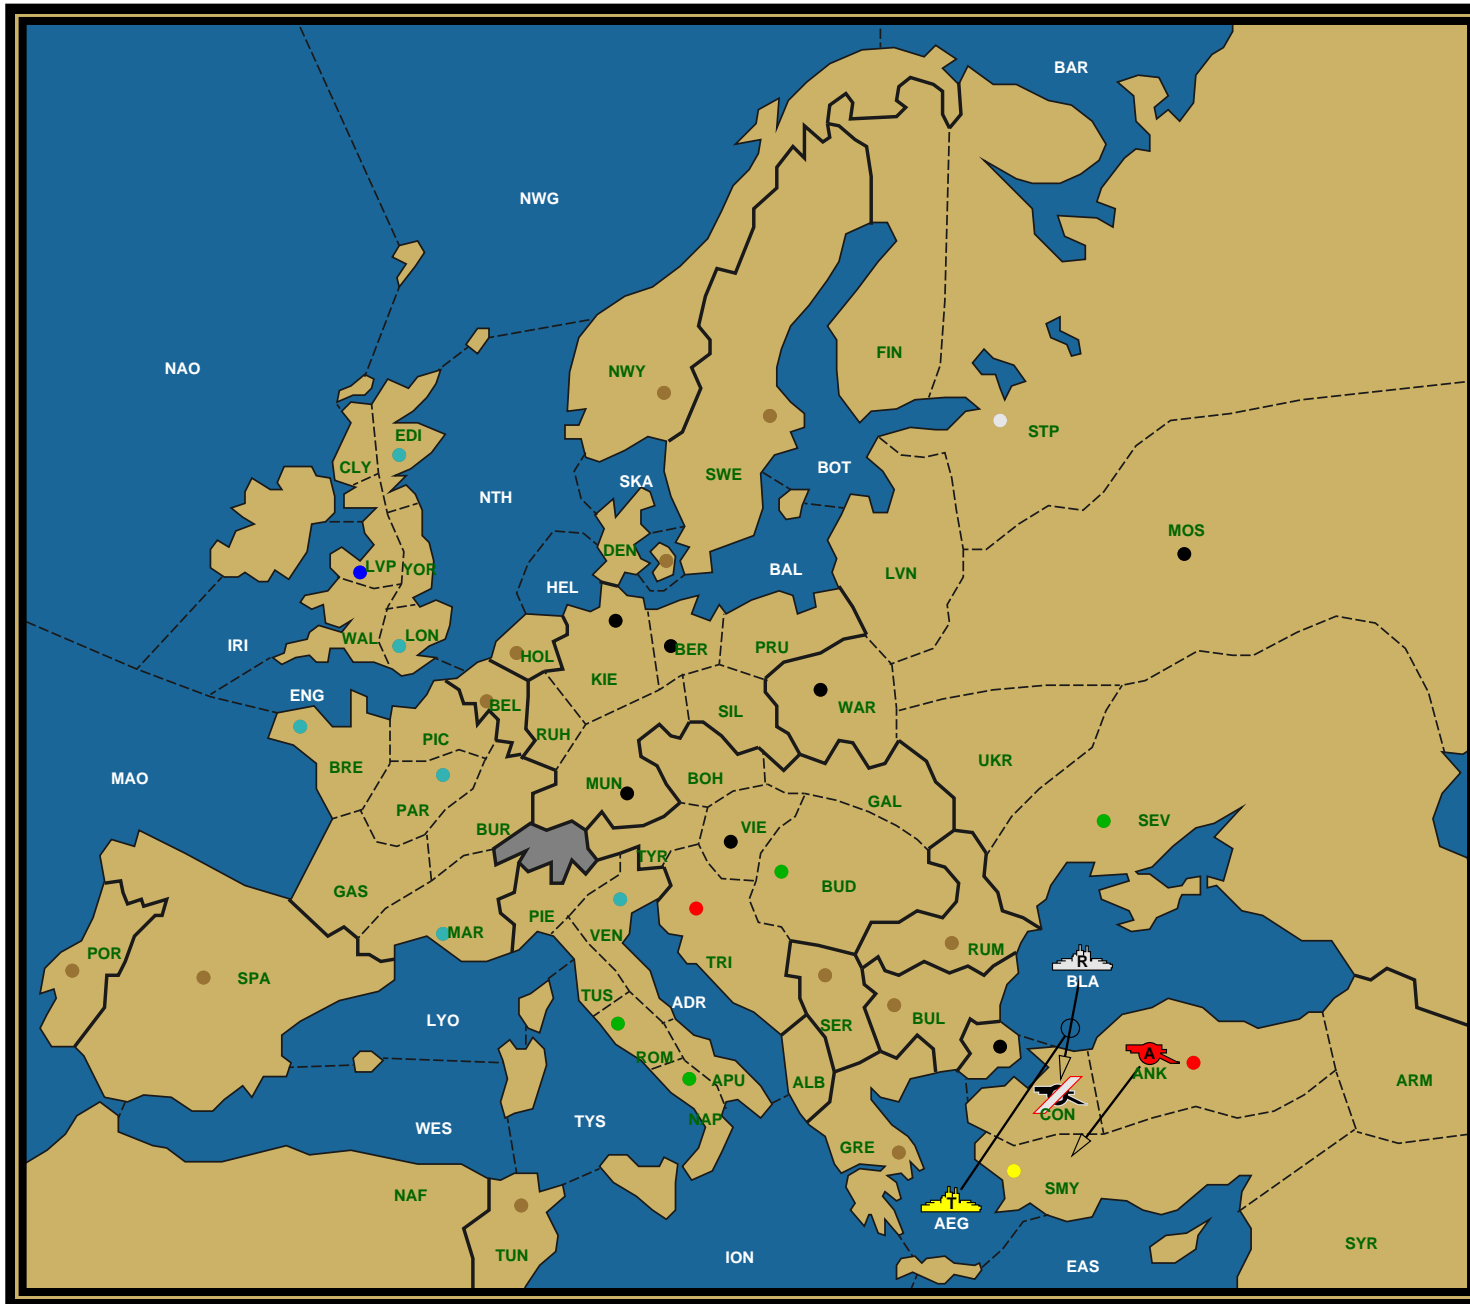 BAR
NWG
NAO
FIN
NWY
STP
EDI
CLY
SKA
BOT
SWE
NTH
MOS
DEN
LVP
YOR
BAL
LVN
HEL
IRI
WAL
LON
HOL
BER
PRU
KIE
ENG
BEL
SIL
WAR
RUH
PIC
UKR
BRE
MAO
MUN
BOH
GAL
PAR
SEV
BUR
VIE
TYR
GAS
BUD
PIE
MAR
VEN
POR
RUM
TRI
R
SPA
BLA
TUS
ADR
LYO
BUL
SER
A
ROM
ANK
APU
ALB
ARM
CON
NAP
TYS
WES
GRE
SMY
NAF
T
AEG
SYR
TUN
ION
EAS